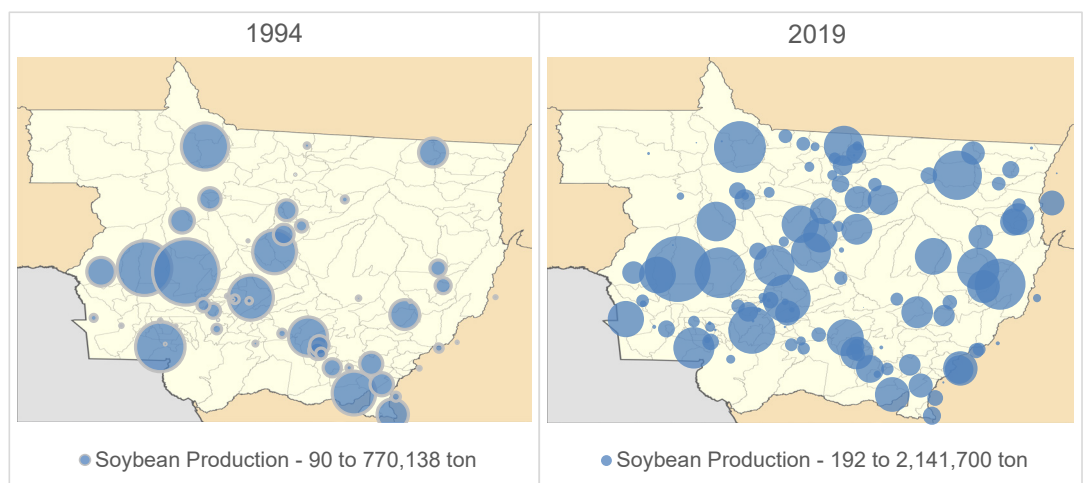 1994
2019
Soybean Production - 90 to 770,138 ton
Soybean Production - 192 to 2,141,700 ton